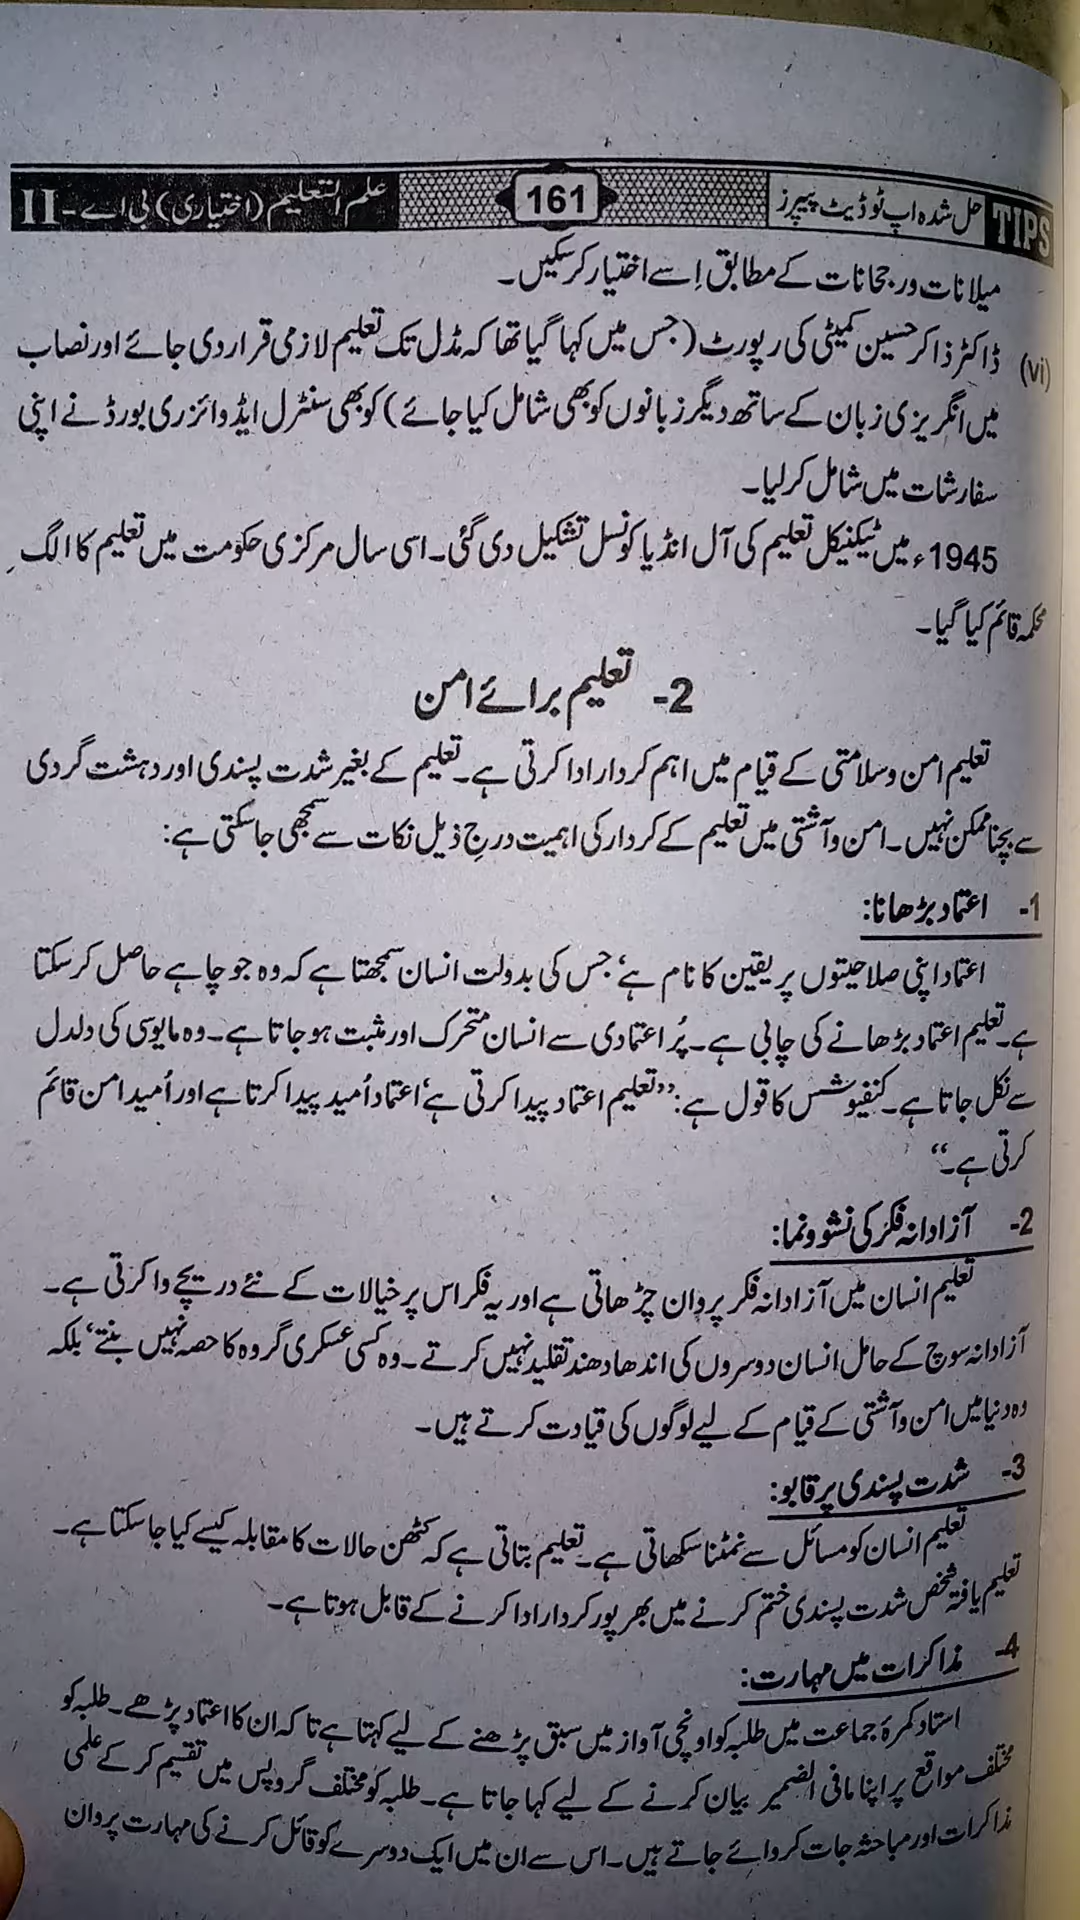 TIPS حل شدہ اپ ٹو ڈیٹ پیپرز 161 علم التعلیم (اختیاری) بی اے - II
میلانات ورجحانات کے مطابق اِسے اختیار کرسکیں۔
(vi) ڈاکٹر ذاکر حسین کمیٹی کی رپورٹ (جس میں کہا گیا تھا کہ مڈل تک تعلیم لازمی قرار دی جائے اور نصاب
میں انگریزی زبان کے ساتھ دیگر زبانوں کو بھی شامل کیا جائے) کو بھی سنٹرل ایڈوائزری بورڈ نے اپنی
سفارشات میں شامل کرلیا۔
1945ء میں ٹیکنیکل تعلیم کی آل انڈیا کونسل تشکیل دی گئی۔ اسی سال مرکزی حکومت میں تعلیم کا الگ
محکمہ قائم کیا گیا۔
2- تعلیم برائے امن
تعلیم امن وسلامتی کے قیام میں اہم کردار ادا کرتی ہے۔ تعلیم کے بغیر شدت پسندی اور دہشت گردی
سے بچنا ممکن نہیں۔ امن و آشتی میں تعلیم کے کردار کی اہمیت درجِ ذیل نکات سے سمجھی جاسکتی ہے:
1- اعتماد بڑھانا:
اعتماد اپنی صلاحیتوں پر یقین کا نام ہے، جس کی بدولت انسان سمجھتا ہے کہ وہ جو چاہے حاصل کرسکتا
ہے۔ تعلیم اعتماد بڑھانے کی چابی ہے۔ پُراعتمادی سے انسان متحرک اور مثبت ہوجاتا ہے۔ وہ مایوسی کی دلدل
سے نکل جاتا ہے۔ کنفیوشس کا قول ہے: ”تعلیم اعتماد پیدا کرتی ہے، اعتماد اُمید پیدا کرتا ہے اور اُمید امن قائم
کرتی ہے۔“
2- آزادانہ فکر کی نشوونما:
تعلیم انسان میں آزادانہ فکر پروان چڑھاتی ہے اور یہ فکر اس پر خیالات کے نئے دریچے وا کرتی ہے۔
آزادانہ سوچ کے حامل انسان دوسروں کی اندھا دھند تقلید نہیں کرتے۔ وہ کسی عسکری گروہ کا حصہ نہیں بنتے، بلکہ
وہ دنیا میں امن و آشتی کے قیام کے لیے لوگوں کی قیادت کرتے ہیں۔
3- شدت پسندی پر قابو:
تعلیم انسان کو مسائل سے نمٹنا سکھاتی ہے۔ تعلیم بتاتی ہے کہ کٹھن حالات کا مقابلہ کیسے کیا جاسکتا ہے۔
تعلیم یافتہ شخص شدت پسندی ختم کرنے میں بھرپور کردار ادا کرنے کے قابل ہوتا ہے۔
4- مذاکرات میں مہارت:
استاد کمرۂ جماعت میں طلبہ کو اونچی آواز میں سبق پڑھنے کے لیے کہتا ہے تاکہ ان کا اعتماد بڑھے۔ طلبہ کو
مختلف مواقع پر اپنا مافی الضمیر بیان کرنے کے لیے کہا جاتا ہے۔ طلبہ کو مختلف گروپس میں تقسیم کرکے علمی
مذاکرات اور مباحثہ جات کروائے جاتے ہیں۔ اس سے ان میں ایک دوسرے کو قائل کرنے کی مہارت پروان